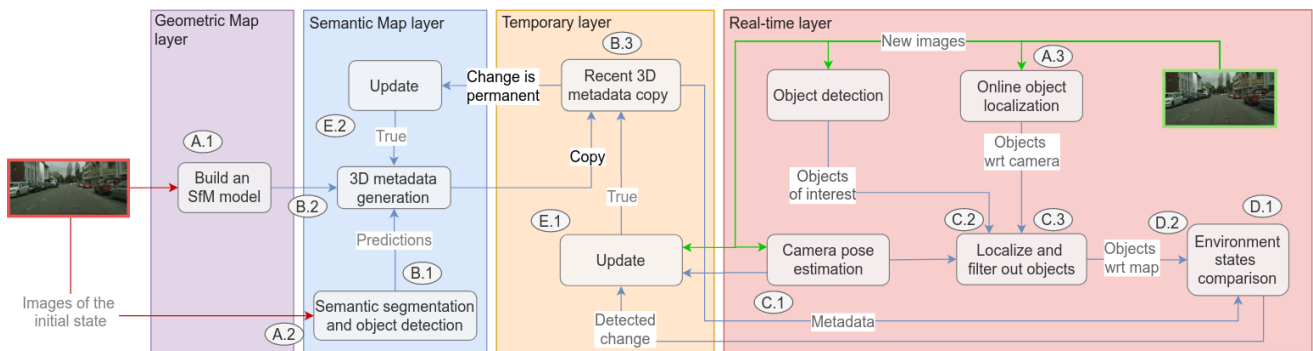 Geometric Map
layer
Semantic Map layer
Temporary layer
Real-time layer
B.3
New images
A.3
Update
Change is
permanent
Recent 3D
metadata copy
Object detection
Online object
localization
E.2
True
A.1
Copy
Objects
wrt camera
Build an
SfM model
B.2
3D metadata
generation
True
Objects
of interest
E.1
C.2
C.3
D.2
D.1
Predictions
B.1
Update
Camera pose
estimation
Localize and
filter out objects
Objects
wrt map
Environment
states
comparison
Images of the
initial state
A.2
Semantic segmentation
and object detection
C.1
Detected
change
Metadata